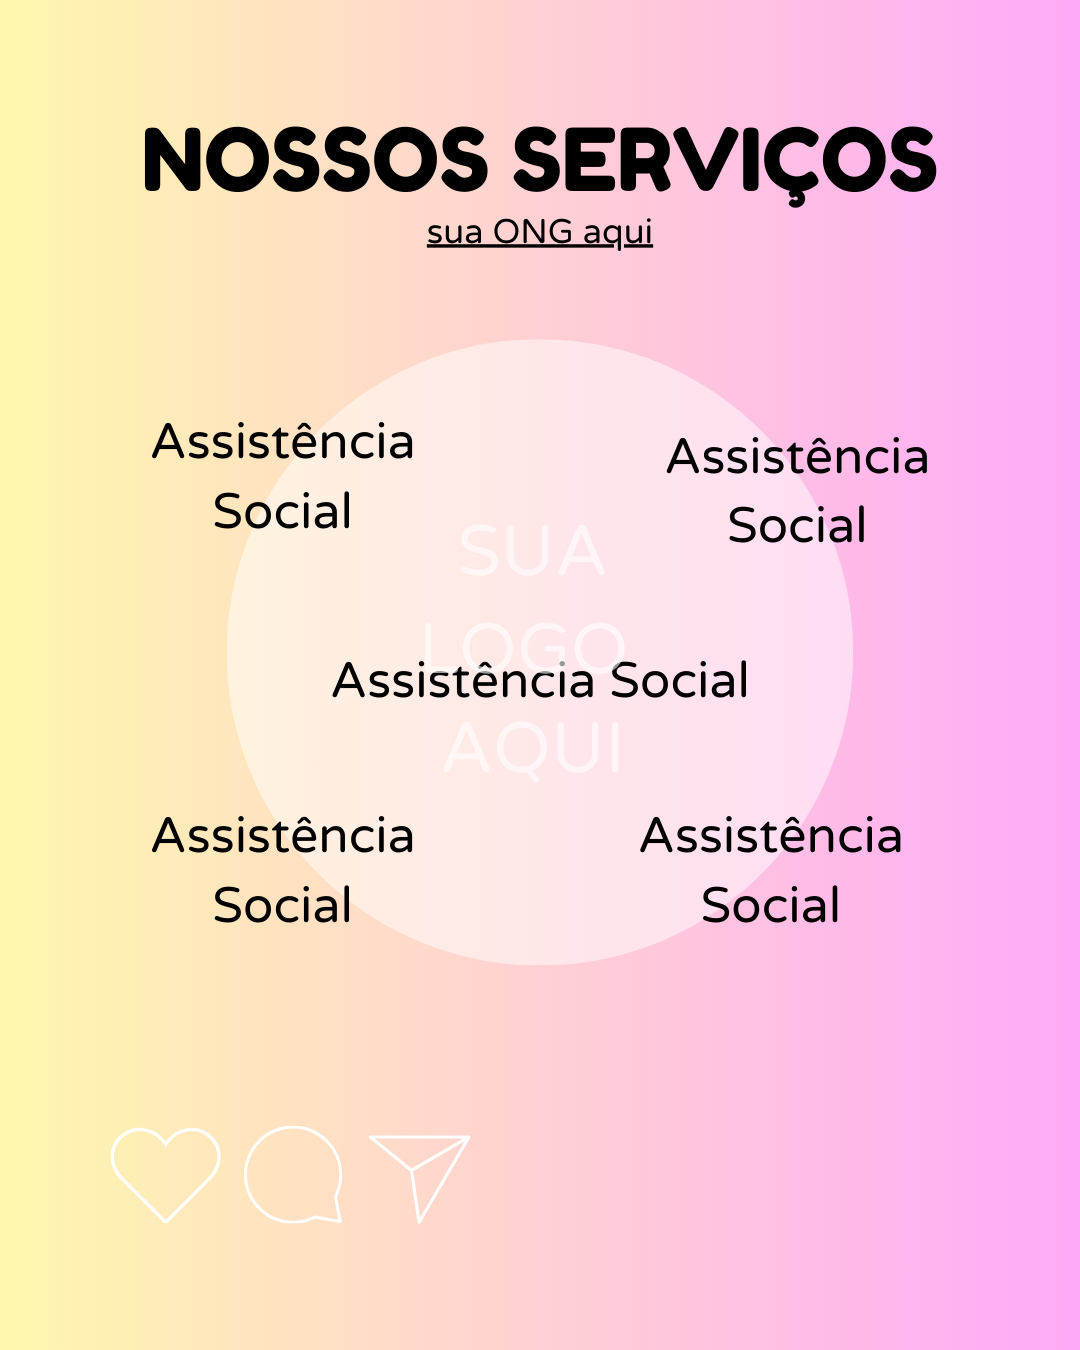 NOSSOS SERVIÇOS
sua ONG aqui
Assistência
Social
Assistência
Social
SUA
LOGO
AQUI
Assistência Social
Assistência
Social
Assistência
Social